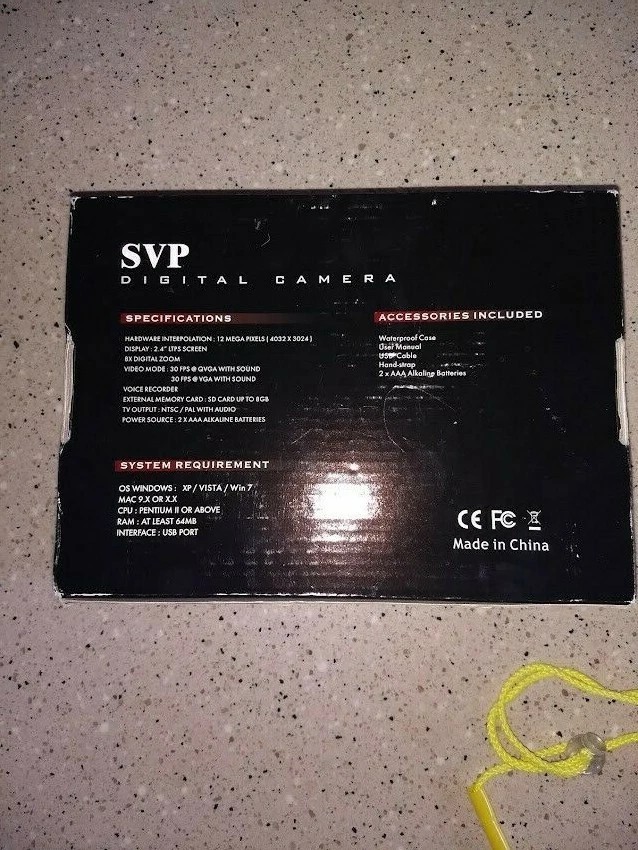 SVP
DIGITAL CAMERA
SPECIFICATIONS
HARDWARE INTERPOLATION : 12 MEGA PIXELS ( 4032 X 3024 )
DISPLAY : 2.4" LTPS SCREEN
8X DIGITAL ZOOM
VIDEO MODE : 30 FPS @ QVGA WITH SOUND
30 FPS @ VGA WITH SOUND
VOICE RECORDER
EXTERNAL MEMORY CARD : SD CARD UP TO 8GB
TV OUTPUT : NTSC / PAL WITH AUDIO
POWER SOURCE : 2 X AAA ALKALINE BATTERIES
ACCESSORIES INCLUDED
Waterproof Case
User Manual
USB Cable
Hand-strap
2 x AAA Alkaline Batteries
SYSTEM REQUIREMENT
OS WINDOWS : XP / VISTA / Win 7
MAC 9.X OR X.X
CPU : PENTIUM II OR ABOVE
RAM : AT LEAST 64MB
INTERFACE : USB PORT
CE FC
Made in China